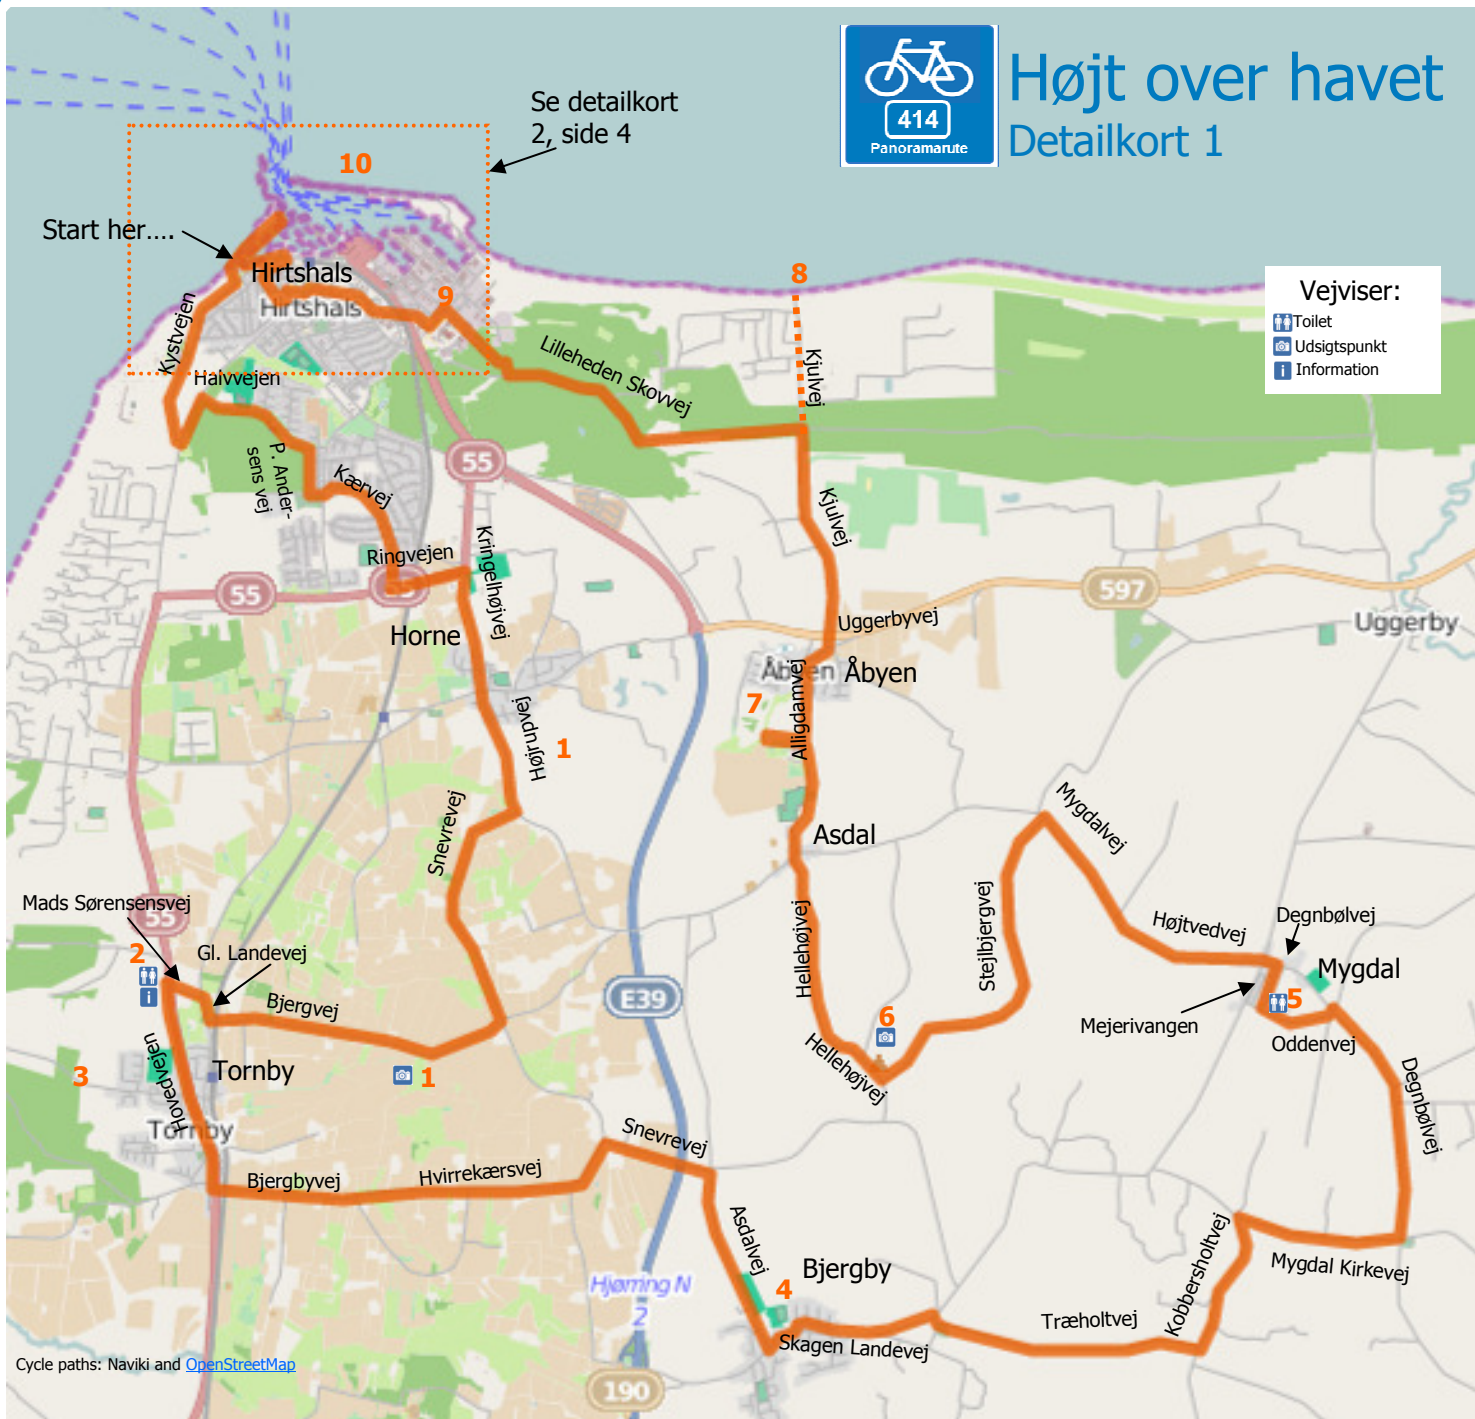 Højt over havet
Detailkort 1
414
Panoramarute
Se detailkort
2, side 4
10
Start her....
Hirtshals
Hirtshals
9
8
Vejviser:
Toilet
Udsigtspunkt
i Information
Kystvejen
Halvvejen
Lilleheden Skovvej
Kjulvej
P. Ander-
sens vej
Kærvej
55
Kjulvej
Ringvejen
Kringelhøjvej
55
597
Uggerbyvej
Uggerby
Horne
Åbyen
Åbyen
7
Alligdamvej
Højrupvej
1
Snevrevej
Asdal
Mygdalvej
Mads Sørensensvej
55
2
i
Gl. Landevej
Bjergvej
Hellehøjvej
Stejlbjergvej
Højtvedvej
Degnbølvej
Mygdal
E39
6
5
Mejerivangen
Oddenvej
Hellehøjvej
3
Hovedvejen
Tornby
1
Tornby
Degnbølvej
Snevrevej
Bjergbyvej
Hvirrekærsvej
Asdalvej
Bjergby
4
Kobbersholtvej
Mygdal Kirkevej
Hjørring N
2
Træholtvej
Skagen Landevej
190
Cycle paths: Naviki and OpenStreetMap